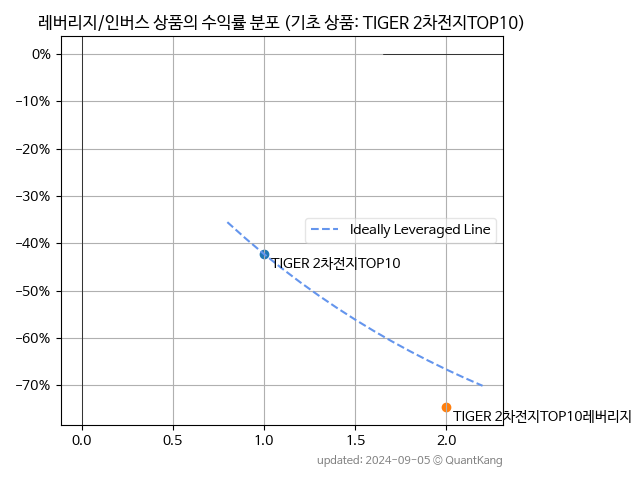 레버리지/인버스 상품의 수익률 분포 (기초 상품: TIGER 2차전지TOP10)
0%
−10%
−20%
−30%
−40%
−50%
−60%
−70%
Ideally Leveraged Line
TIGER 2차전지TOP10
TIGER 2차전지TOP10레버리지
0.0 0.5 1.0 1.5 2.0
updated: 2024-09-05 © QuantKang